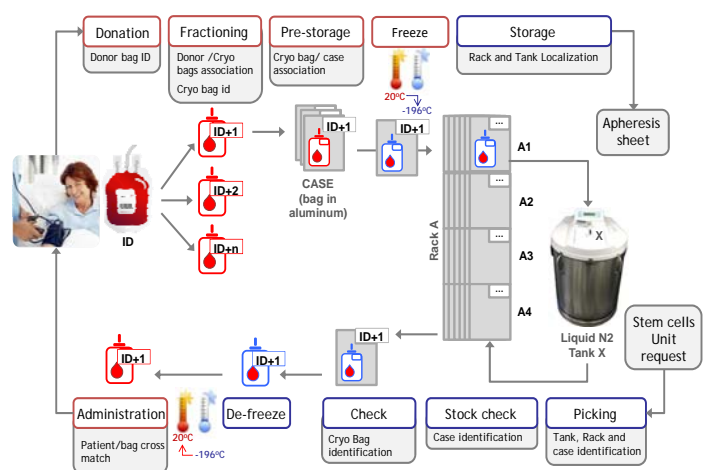 Donation
Donor bag ID
Fractioning
Donor /Cryo
bags association
Cryo bag id
Pre-storage
Cryo bag/ case
association
Freeze
20ºC
-196ºC
Storage
Rack and Tank Localization
Apheresis
sheet
ID
ID+1
ID+2
ID+n
ID+1
CASE
(bag in
aluminum)
ID+1
Rack A
...
A1
...
A2
...
A3
...
A4
X
Liquid N2
Tank X
Stem cells
Unit
request
ID+1
ID+1
ID+1
Administration
Patient/bag cross
match
20ºC
-196ºC
De-freeze
Check
Cryo Bag
identification
Stock check
Case identification
Picking
Tank, Rack and
case identification